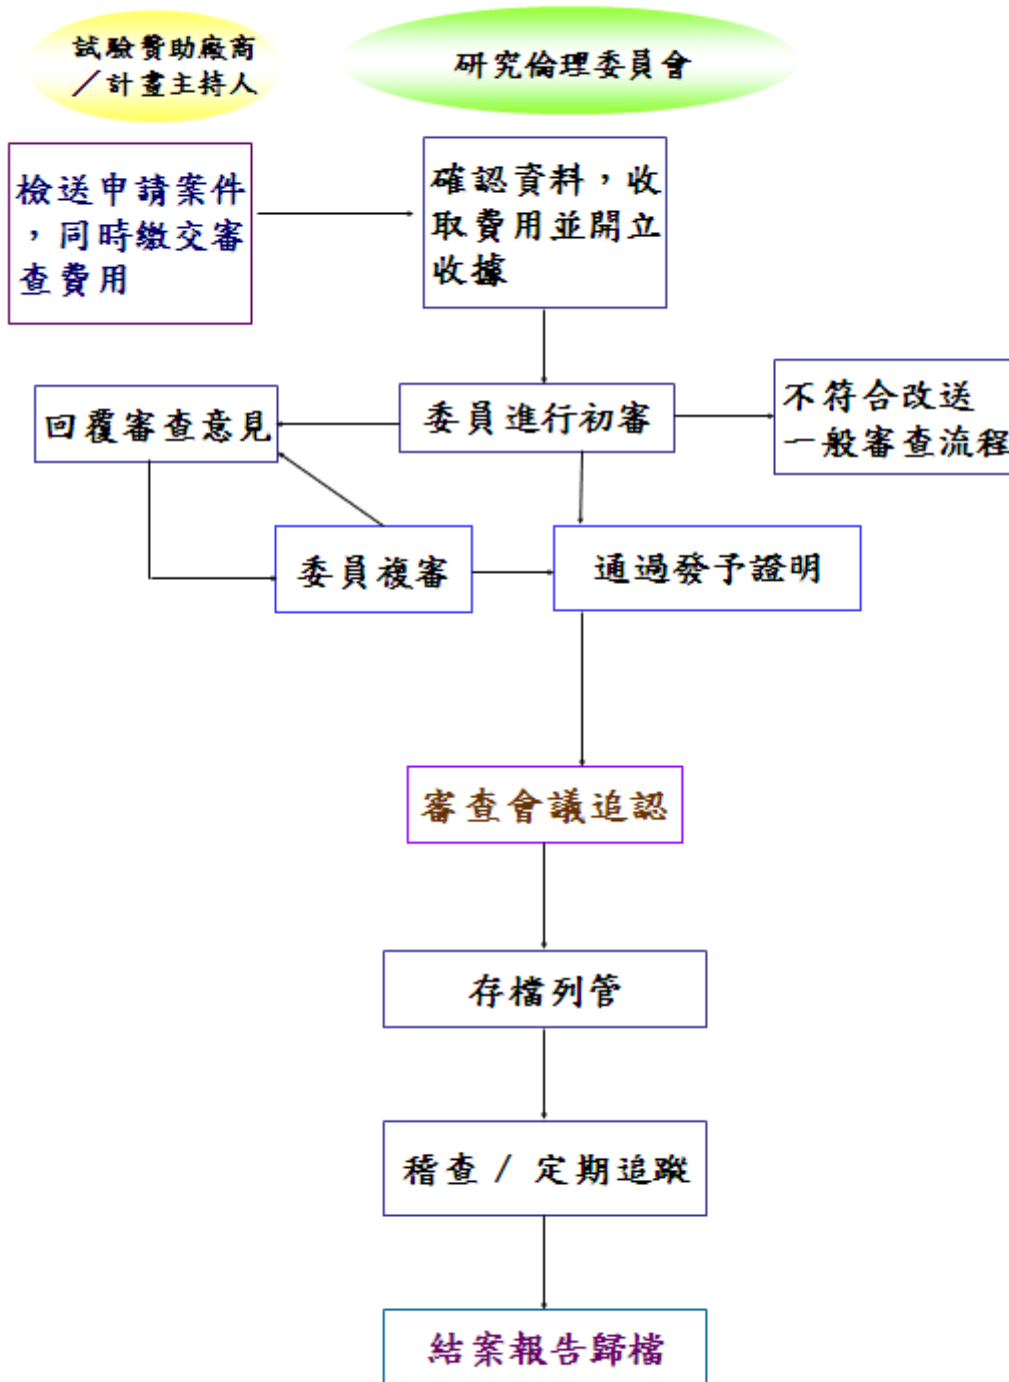 試驗贊助廠商
／計畫主持人
研究倫理委員會
檢送申請案件
，同時繳交審
查費用
確認資料，收
取費用並開立
收據
回覆審查意見
委員進行初審
不符合改送
一般審查流程
委員複審
通過發予證明
審查會議追認
存檔列管
稽查 / 定期追蹤
結案報告歸檔